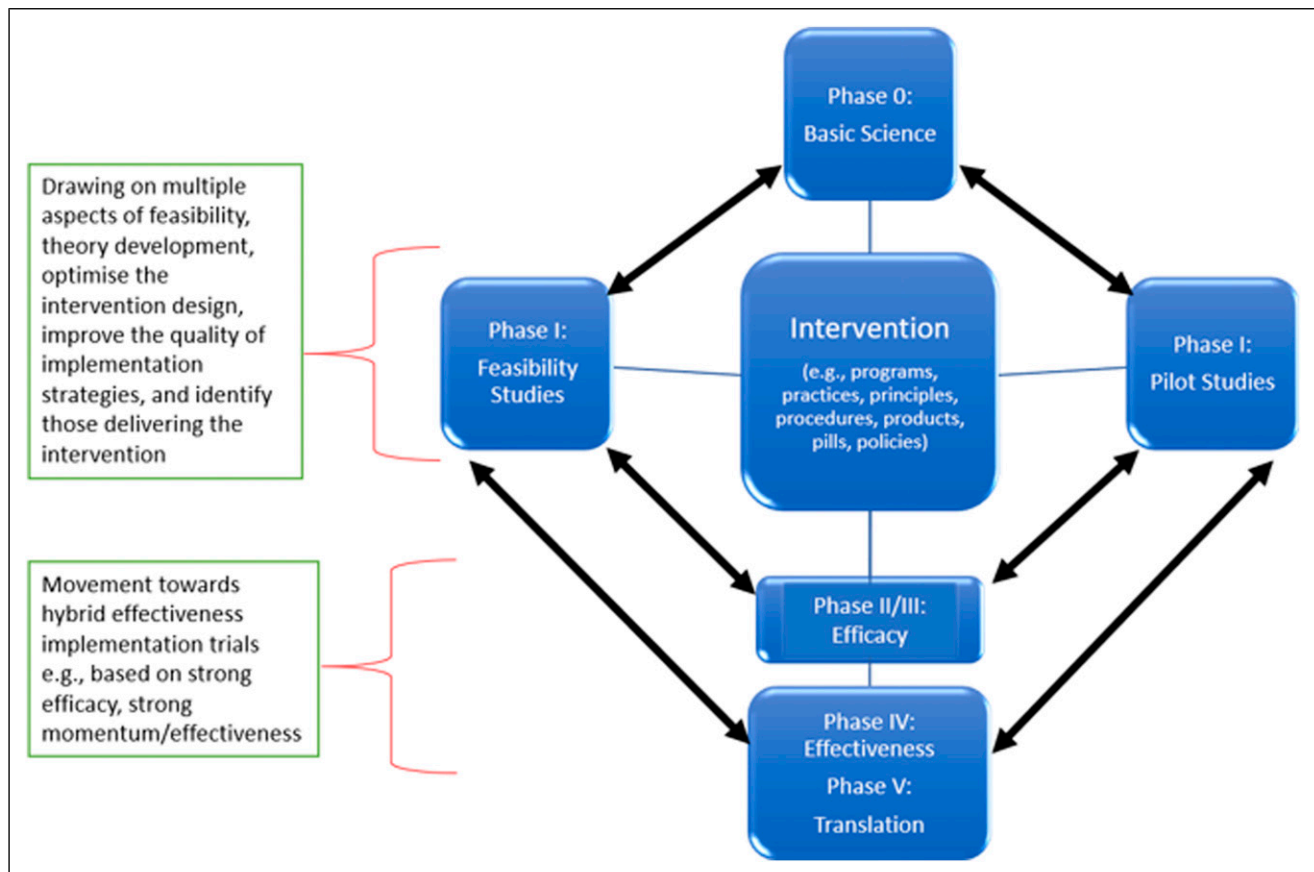 Phase 0:
Basic Science
Drawing on multiple
aspects of feasibility,
theory development,
optimise the
intervention design,
improve the quality of
implementation
strategies, and identify
those delivering the
intervention
Phase I:
Feasibility
Studies
Intervention
(e.g., programs,
practices, principles,
procedures, products,
pills, policies)
Phase I:
Pilot Studies
Movement towards
hybrid effectiveness
implementation trials
e.g., based on strong
efficacy, strong
momentum/effectiveness
Phase II/III:
Efficacy
Phase IV:
Effectiveness
Phase V:
Translation